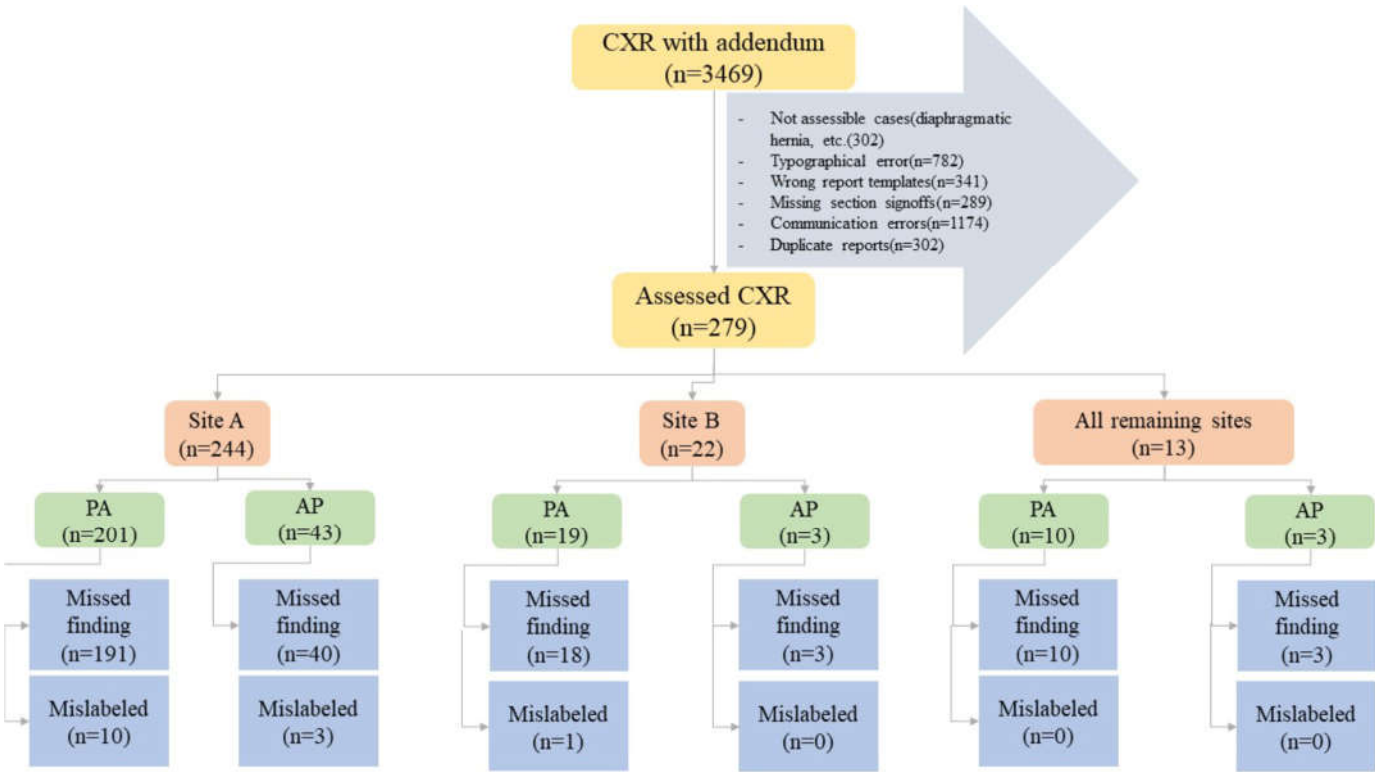 CXR with addendum
(n=3469)
- Not assessible cases(diaphragmatic
hernia, etc.(302)
- Typographical error(n=782)
- Wrong report templates(n=341)
- Missing section signoffs(n=289)
- Communication errors(n=1174)
- Duplicate reports(n=302)
Assessed CXR
(n=279)
Site A
(n=244)
Site B
(n=22)
All remaining sites
(n=13)
PA
(n=201)
AP
(n=43)
PA
(n=19)
AP
(n=3)
PA
(n=10)
AP
(n=3)
Missed
finding
(n=191)
Missed
finding
(n=40)
Missed
finding
(n=18)
Missed
finding
(n=3)
Missed
finding
(n=10)
Missed
finding
(n=3)
Mislabeled
(n=10)
Mislabeled
(n=3)
Mislabeled
(n=1)
Mislabeled
(n=0)
Mislabeled
(n=0)
Mislabeled
(n=0)